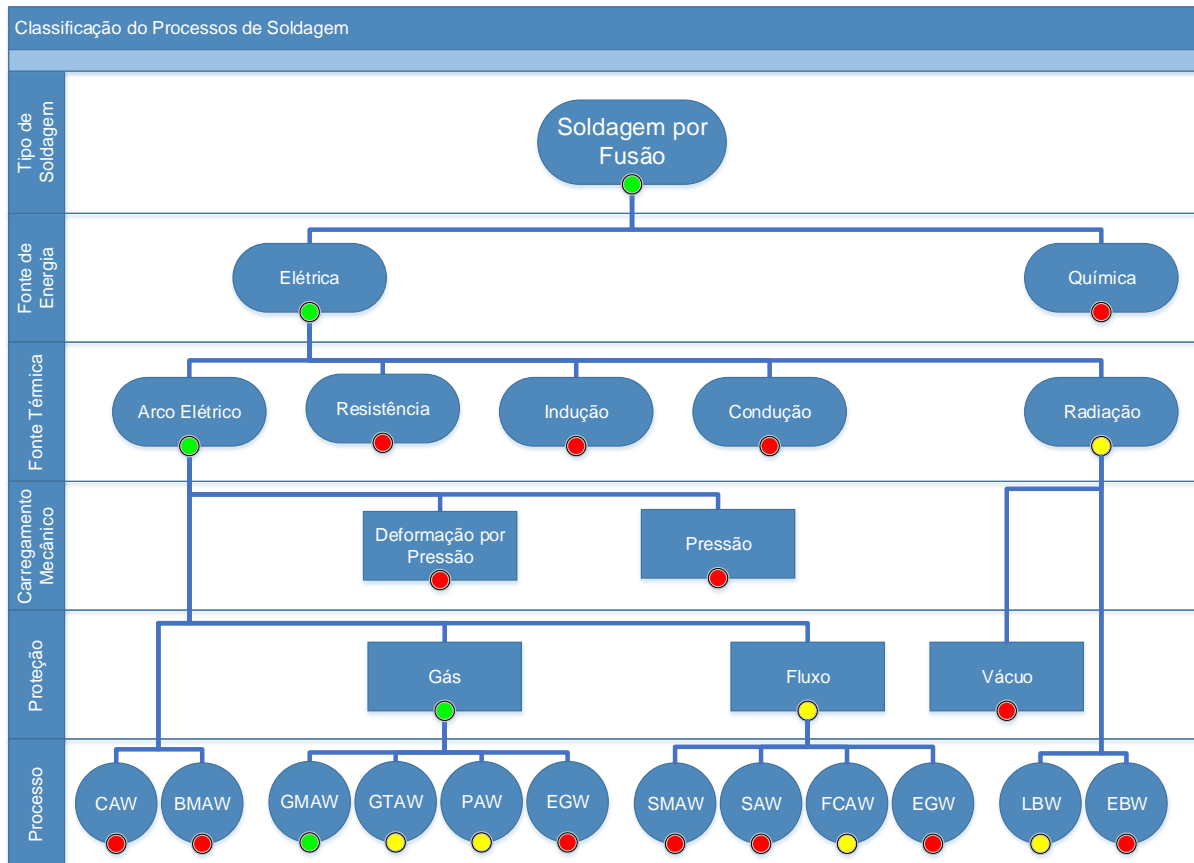 Classificação do Processos de Soldagem
Tipo de
Soldagem
Soldagem por
Fusão
Fonte de
Energia
Elétrica
Química
Fonte Térmica
Arco Elétrico
Resistência
Indução
Condução
Radiação
Carregamento
Mecânico
Deformação por
Pressão
Pressão
Proteção
Gás
Fluxo
Vácuo
Processo
CAW
BMAW
GMAW
GTAW
PAW
EGW
SMAW
SAW
FCAW
EGW
LBW
EBW